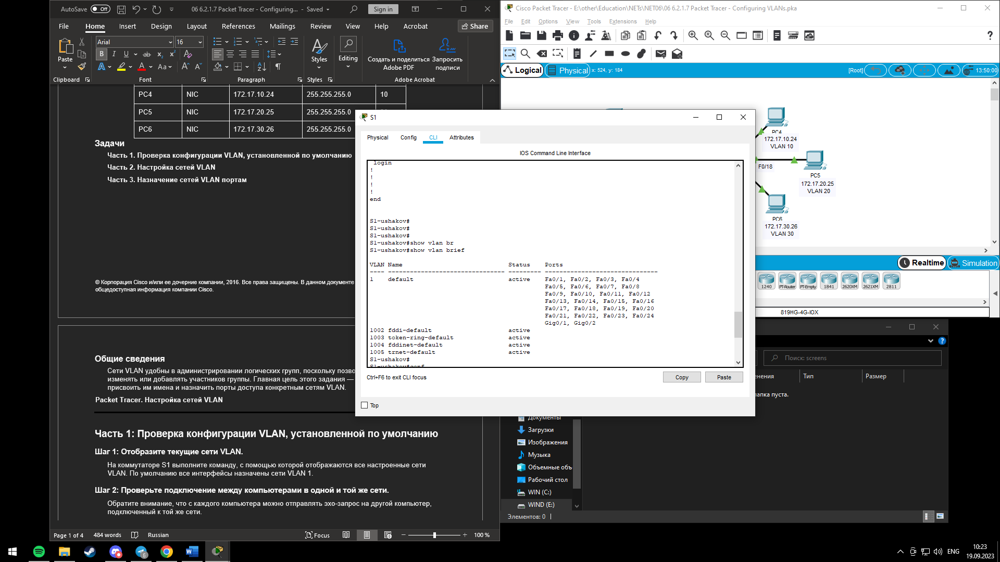 AutoSave Off 06 6.2.1.7 Packet Tracer - Configuring... - Saved Sign in
File Home Insert Design Layout References Mailings Review View Help Acrobat Share
Arial 16
Paste
Styles
Editing
Создать и поделиться Adobe PDF
Запросить подписи
Clipboard Font Paragraph Styles Adobe Acrobat
PC4 NIC 172.17.10.24 255.255.255.0 10
PC5 NIC 172.17.20.25 255.255.255.0
PC6 NIC 172.17.30.26 255.255.255.0
Задачи
Часть 1. Проверка конфигурации VLAN, установленной по умолчанию
Часть 2. Настройка сетей VLAN
Часть 3. Назначение сетей VLAN портам
© Корпорация Cisco и/или ее дочерние компании, 2016. Все права защищены. В данном документе
общедоступная информация компании Cisco.
Общие сведения
Сети VLAN удобны в администрировании логических групп, поскольку позво
изменять или добавлять участников группы. Главная цель этого задания —
присвоить им имена и назначить порты доступа конкретным сетям VLAN.
Packet Tracer. Настройка сетей VLAN
Часть 1: Проверка конфигурации VLAN, установленной по умолчанию
Шаг 1: Отобразите текущие сети VLAN.
На коммутаторе S1 выполните команду, с помощью которой отображаются все настроенные сети
VLAN. По умолчанию все интерфейсы назначены сети VLAN 1.
Шаг 2: Проверьте подключение между компьютерами в одной и той же сети.
Обратите внимание, что с каждого компьютера можно отправлять эхо-запрос на другой компьютер,
подключенный к той же сети.
Page 1 of 4 484 words Russian Focus 100 %
Cisco Packet Tracer - E:\other\Education\NETs\NET06\06 6.2.1.7 Packet Tracer - Configuring VLANs.pka
File Edit Options View Tools Extensions Help
Logical Physical x: 524, y: 184 [Root] 13:50:00
PC4
172.17.10.24
VLAN 10
F0/18
PC5
172.17.20.25
VLAN 20
PC6
172.17.30.26
VLAN 30
Realtime Simulation
1240 PT-Router PT-Empty 1841 2620XM 2621XM 2811
819HG-4G-IOX
S1
Physical Config CLI Attributes
IOS Command Line Interface
login
!
!
!
!
end
S1-ushakov#
S1-ushakov#
S1-ushakov#
S1-ushakov#show vlan br
S1-ushakov#show vlan brief
VLAN Name Status Ports
---- -------------------------------- --------- -------------------------------
1 default active Fa0/1, Fa0/2, Fa0/3, Fa0/4
Fa0/5, Fa0/6, Fa0/7, Fa0/8
Fa0/9, Fa0/10, Fa0/11, Fa0/12
Fa0/13, Fa0/14, Fa0/15, Fa0/16
Fa0/17, Fa0/18, Fa0/19, Fa0/20
Fa0/21, Fa0/22, Fa0/23, Fa0/24
Gig0/1, Gig0/2
1002 fddi-default active
1003 token-ring-default active
1004 fddinet-default active
1005 trnet-default active
S1-ushakov#
S1-ushakov#conf
Ctrl+F6 to exit CLI focus
Copy Paste
Top
Поиск: screens
енения Тип Размер
папка пуста.
Документы
Загрузки
Изображения
Музыка
Объемные объ
Рабочий стол
WIN (C:)
WIND (E:)
Элементов: 0
6
ENG
10:23
19.09.2023